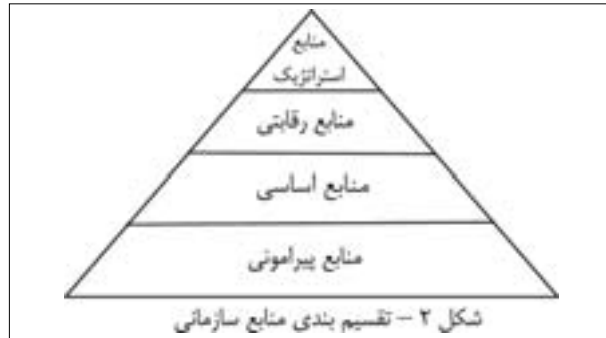 منابع
استراتژیک
منابع رقابتی
منابع اساسی
منابع پیرامونی
شکل ۲ – تقسیم بندی منابع سازمانی